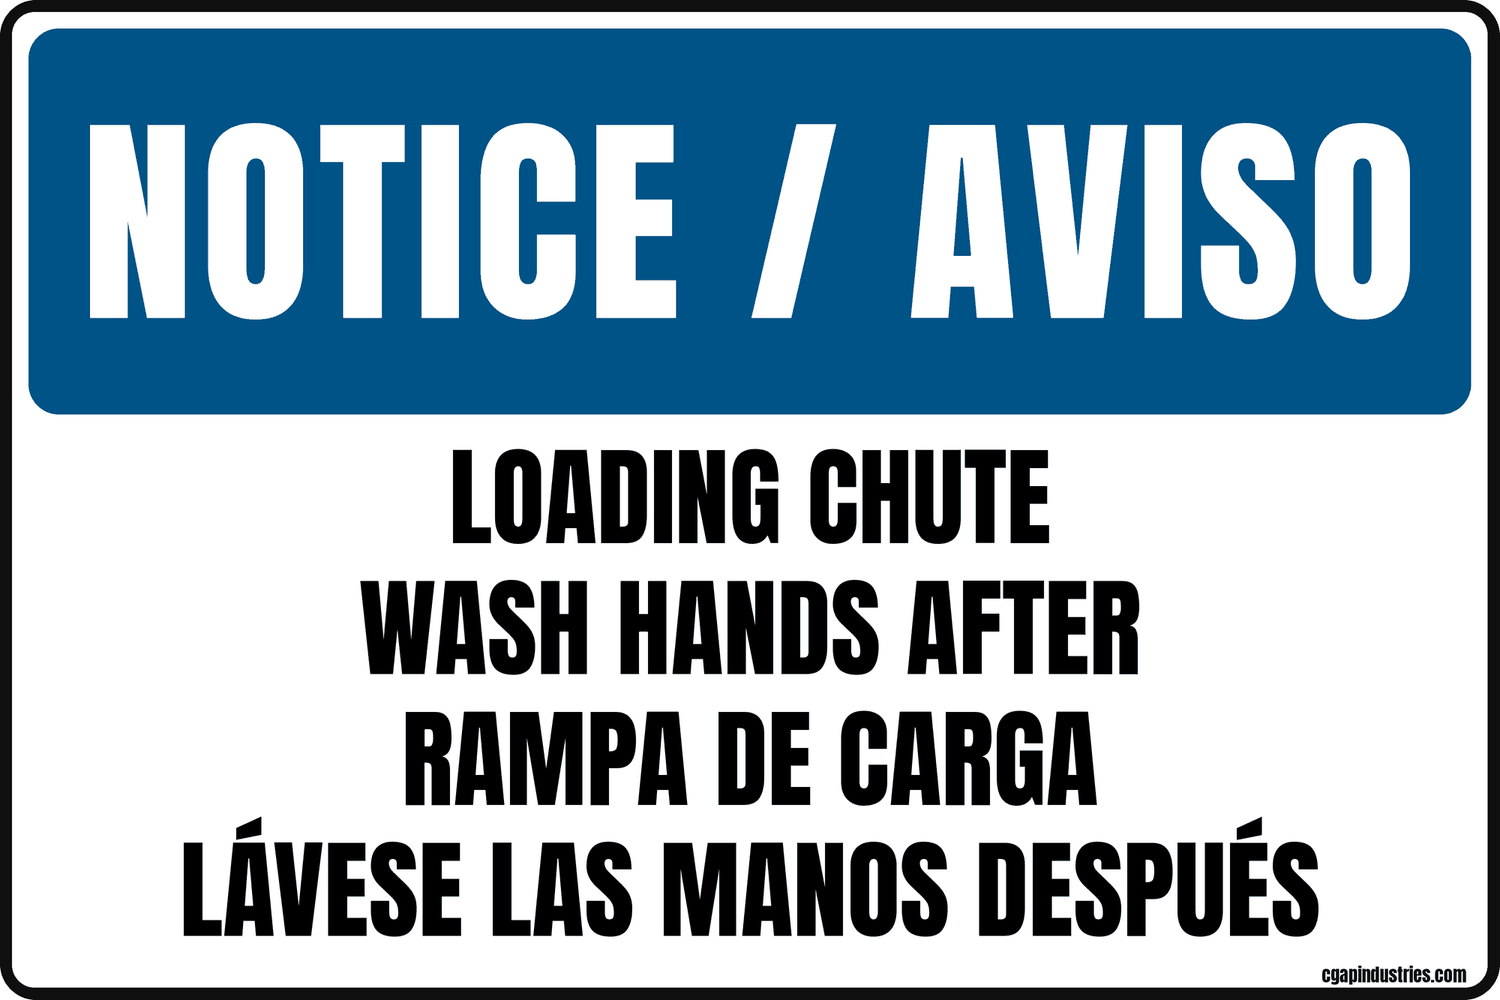 NOTICE / AVISO
LOADING CHUTE
WASH HANDS AFTER
RAMPA DE CARGA
LÁVESE LAS MANOS DESPUÉS
cgapindustries.com